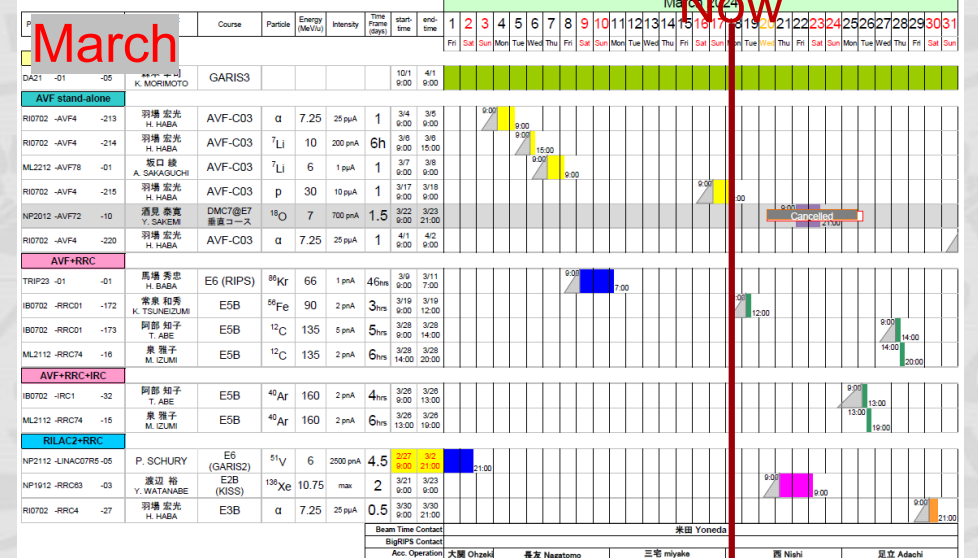 March 2024
Now
March
Course Particle Energy (MeV/u) Intensity Time Frame (days) start-time end-time 1 2 3 4 5 6 7 8 9 10 11 12 13 14 15 16 17 18 19 20 21 22 23 24 25 26 27 28 29 30 31
Fri Sat Sun Mon Tue Wed Thu Fri Sat Sun Mon Tue Wed Thu Fri Sat Sun Mon Tue Wed Thu Fri Sat Sun Mon Tue Wed Thu Fri Sat Sun
DA21 -01 -05 K. MORIMOTO GARIS3 10/1 9:00 4/1 9:00
AVF stand-alone
RI0702 -AVF4 -213 羽場 宏光 H. HABA AVF-C03 α 7.25 25 pμA 1 3/4 9:00 3/5 9:00 9:00 9:00
RI0702 -AVF4 -214 羽場 宏光 H. HABA AVF-C03 7Li 10 200 pnA 6h 3/6 9:00 3/6 15:00 9:00 15:00
ML2212 -AVF78 -01 坂口 綾 A. SAKAGUCHI AVF-C03 7Li 6 1 pμA 1 3/7 9:00 3/8 9:00 9:00 9:00
RI0702 -AVF4 -215 羽場 宏光 H. HABA AVF-C03 p 30 10 pμA 1 3/17 9:00 3/18 9:00 9:00
NP2012 -AVF72 -10 酒見 泰寛 Y. SAKEMI DMC7@E7 垂直コース 18O 7 700 pnA 1.5 3/22 9:00 3/23 21:00 9:00 Cancelled 21:00
RI0702 -AVF4 -220 羽場 宏光 H. HABA AVF-C03 α 7.25 25 pμA 1 4/1 9:00 4/2 9:00
AVF+RRC
TRIP23 -01 -01 馬場 秀忠 H. BABA E6 (RIPS) 86Kr 66 1 pnA 46hrs 3/9 9:00 3/11 7:00 9:00 7:00
IB0702 -RRC01 -172 常泉 和秀 K. TSUNEIZUMI E5B 56Fe 90 2 pnA 3hrs 3/19 9:00 3/19 12:00 12:00
IB0702 -RRC01 -173 阿部 知子 T. ABE E5B 12C 135 5 pnA 5hrs 3/28 9:00 3/28 14:00 9:00 14:00
ML2112 -RRC74 -16 泉 雅子 M. IZUMI E5B 12C 135 2 pnA 6hrs 3/28 14:00 3/28 20:00 14:00 20:00
AVF+RRC+IRC
IB0702 -IRC1 -32 阿部 知子 T. ABE E5B 40Ar 160 2 pnA 4hrs 3/26 9:00 3/26 13:00 9:00 13:00
ML2112 -RRC74 -15 泉 雅子 M. IZUMI E5B 40Ar 160 2 pnA 6hrs 3/26 13:00 3/26 19:00 13:00 19:00
RILAC2+RRC
NP2112 -LINAC07R5 -05 P. SCHURY E6 (GARIS2) 51V 6 2500 pnA 4.5 2/27 9:00 3/2 21:00 21:00
NP1912 -RRC63 -03 渡辺 裕 Y. WATANABE E2B (KISS) 136Xe 10.75 max 2 3/21 9:00 3/23 9:00 9:00 9:00
RI0702 -RRC4 -27 羽場 宏光 H. HABA E3B α 7.25 25 pμA 0.5 3/30 9:00 3/30 21:00 9:00 21:00
Beam Time Contact 米田 Yoneda
BigRIPS Contact
Acc. Operation 大関 Ohzeki 長友 Nagatomo 三宅 miyake 西 Nishi 足立 Adachi